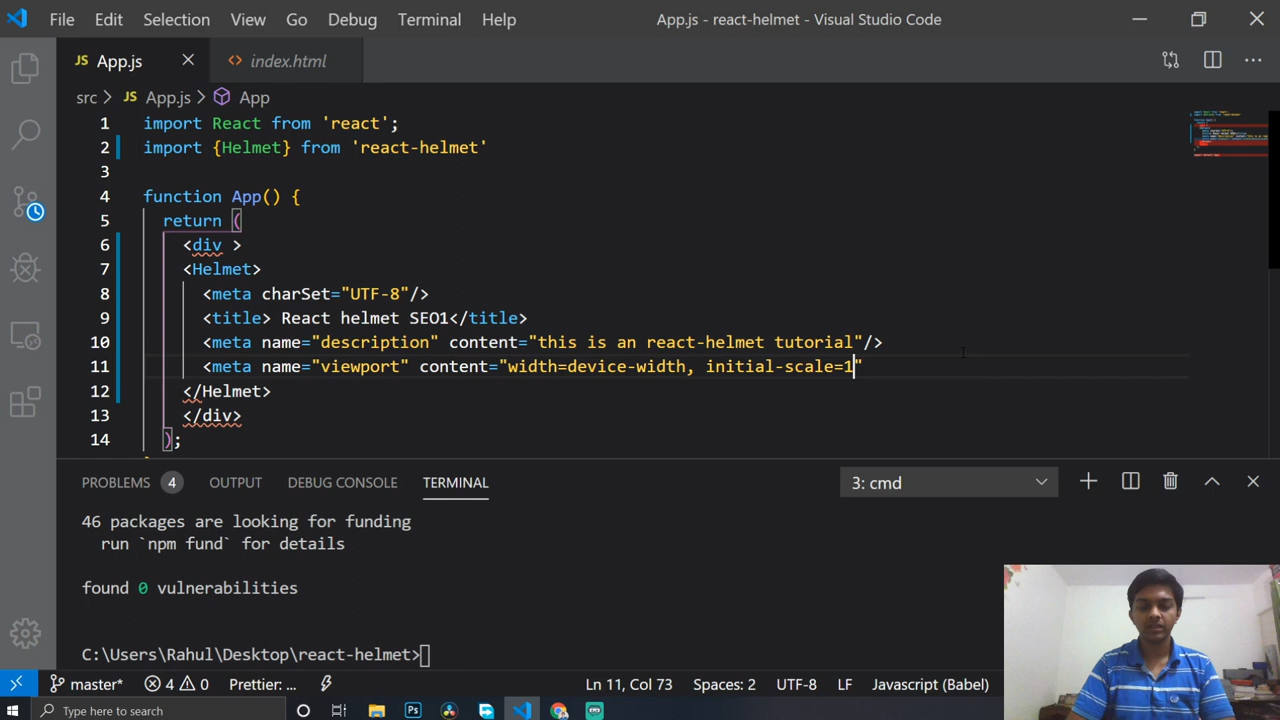 File Edit Selection View Go Debug Terminal Help App.js - react-helmet - Visual Studio Code
JS App.js index.html
src JS App.js App
1 import React from 'react';
2 import {Helmet} from 'react-helmet'
3
4 function App() {
5 return (
6 <div >
7 <Helmet>
8 <meta charSet="UTF-8"/>
9 <title> React helmet SEO1</title>
10 <meta name="description" content="this is an react-helmet tutorial"/>
11 <meta name="viewport" content="width=device-width, initial-scale=1"
12 </Helmet>
13 </div>
14 );
PROBLEMS 4 OUTPUT DEBUG CONSOLE TERMINAL 3: cmd
46 packages are looking for funding
run `npm fund` for details
found 0 vulnerabilities
C:\Users\Rahul\Desktop\react-helmet>
master* 4 0 Prettier: ... Ln 11, Col 73 Spaces: 2 UTF-8 LF Javascript (Babel)
Type here to search Ps